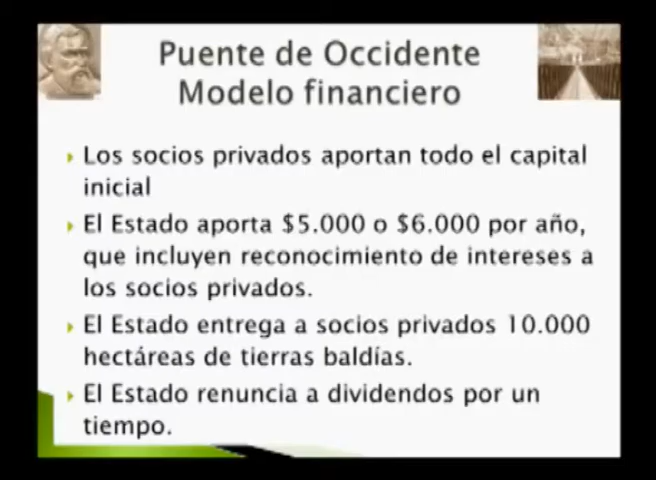 Puente de Occidente
Modelo financiero
Los socios privados aportan todo el capital
inicial
El Estado aporta $5.000 o $6.000 por año,
que incluyen reconocimiento de intereses a
los socios privados.
El Estado entrega a socios privados 10.000
hectáreas de tierras baldías.
El Estado renuncia a dividendos por un
tiempo.